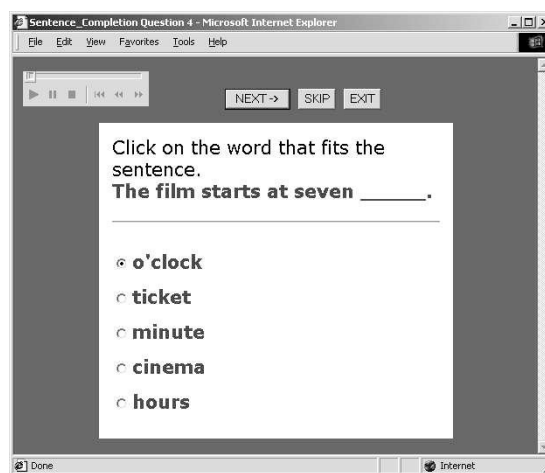 Sentence_Completion Question 4 - Microsoft Internet Explorer
File Edit View Favorites Tools Help
NEXT-> SKIP EXIT
Click on the word that fits the
sentence.
The film starts at seven ______.
o'clock
ticket
minute
cinema
hours
Done Internet